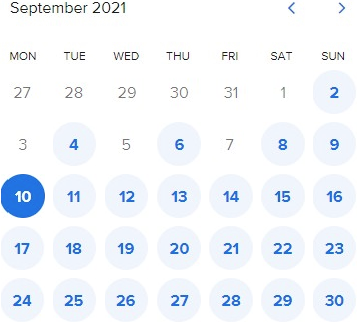 September 2021
MON TUE WED THU FRI SAT SUN
27 28 29 30 31 1 2
3 4 5 6 7 8 9
10 11 12 13 14 15 16
17 18 19 20 21 22 23
24 25 26 27 28 29 30